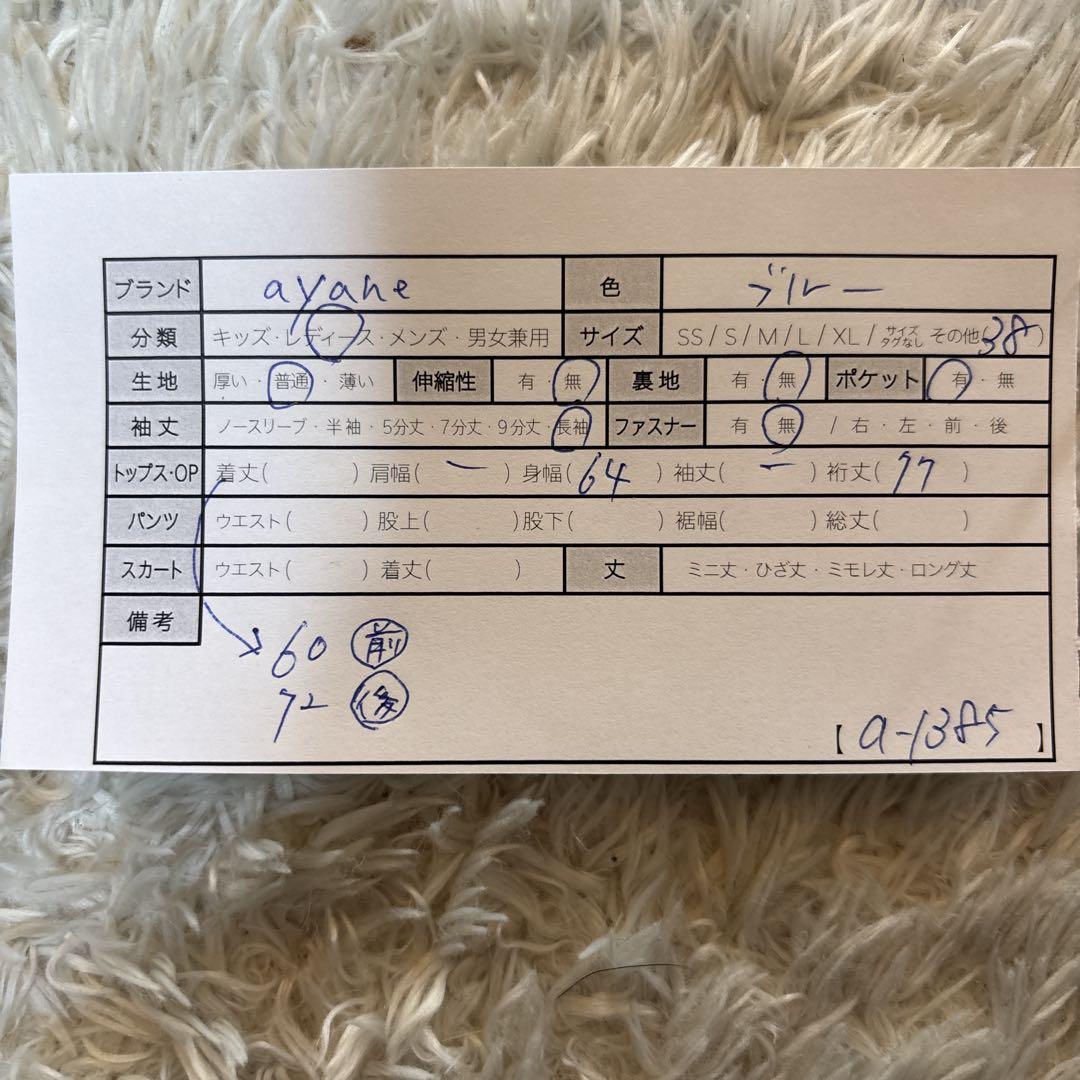 ブランド ayane 色 ブルー
分類 キッズ・レディース・メンズ・男女兼用 サイズ SS / S / M / L / XL / サイズタグなし その他(38)
生地 厚い・普通・薄い 伸縮性 有・無 裏地 有・無 ポケット 有・無
袖丈 ノースリーブ・半袖・5分丈・7分丈・9分丈・長袖 ファスナー 有・無 / 右・左・前・後
トップス・OP 着丈( ) 肩幅( ー ) 身幅( 64 ) 袖丈( ー ) 裄丈( 77 )
パンツ ウエスト( ) 股上( ) 股下( ) 裾幅( ) 総丈( )
スカート ウエスト( ) 着丈( ) 丈 ミニ丈・ひざ丈・ミモレ丈・ロング丈
備考
60 前
72 後
【 a-1385 】